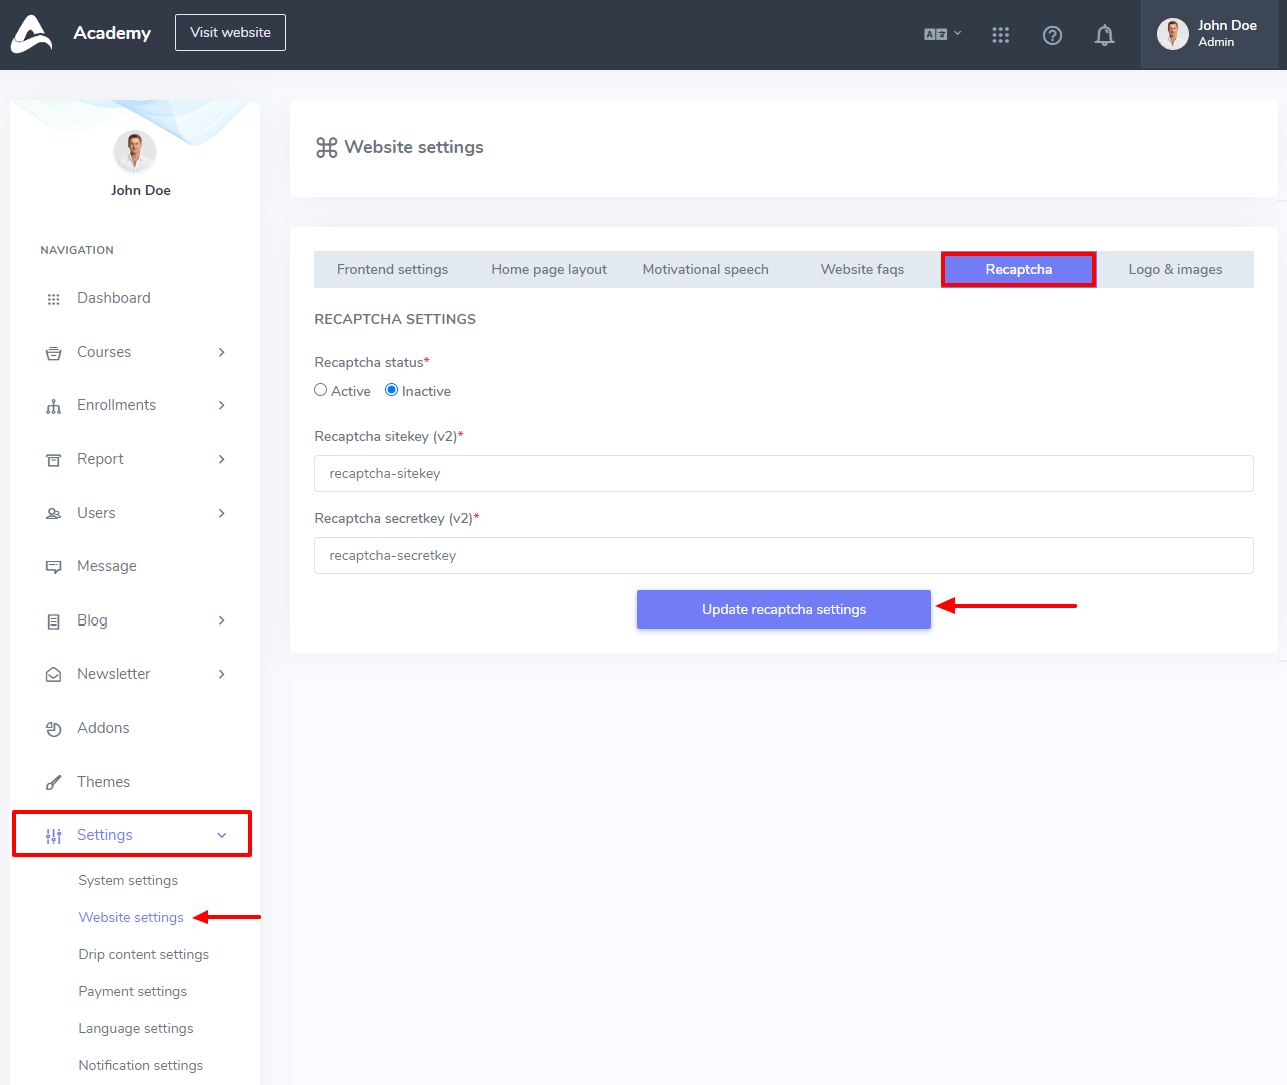 Academy
Visit website
John Doe
Admin
John Doe
NAVIGATION
Dashboard
Courses
Enrollments
Report
Users
Message
Blog
Newsletter
Addons
Themes
Settings
System settings
Website settings
Drip content settings
Payment settings
Language settings
Notification settings
Website settings
Frontend settings
Home page layout
Motivational speech
Website faqs
Recaptcha
Logo & images
RECAPTCHA SETTINGS
Recaptcha status*
Active Inactive
Recaptcha sitekey (v2)*
recaptcha-sitekey
Recaptcha secretkey (v2)*
recaptcha-secretkey
Update recaptcha settings